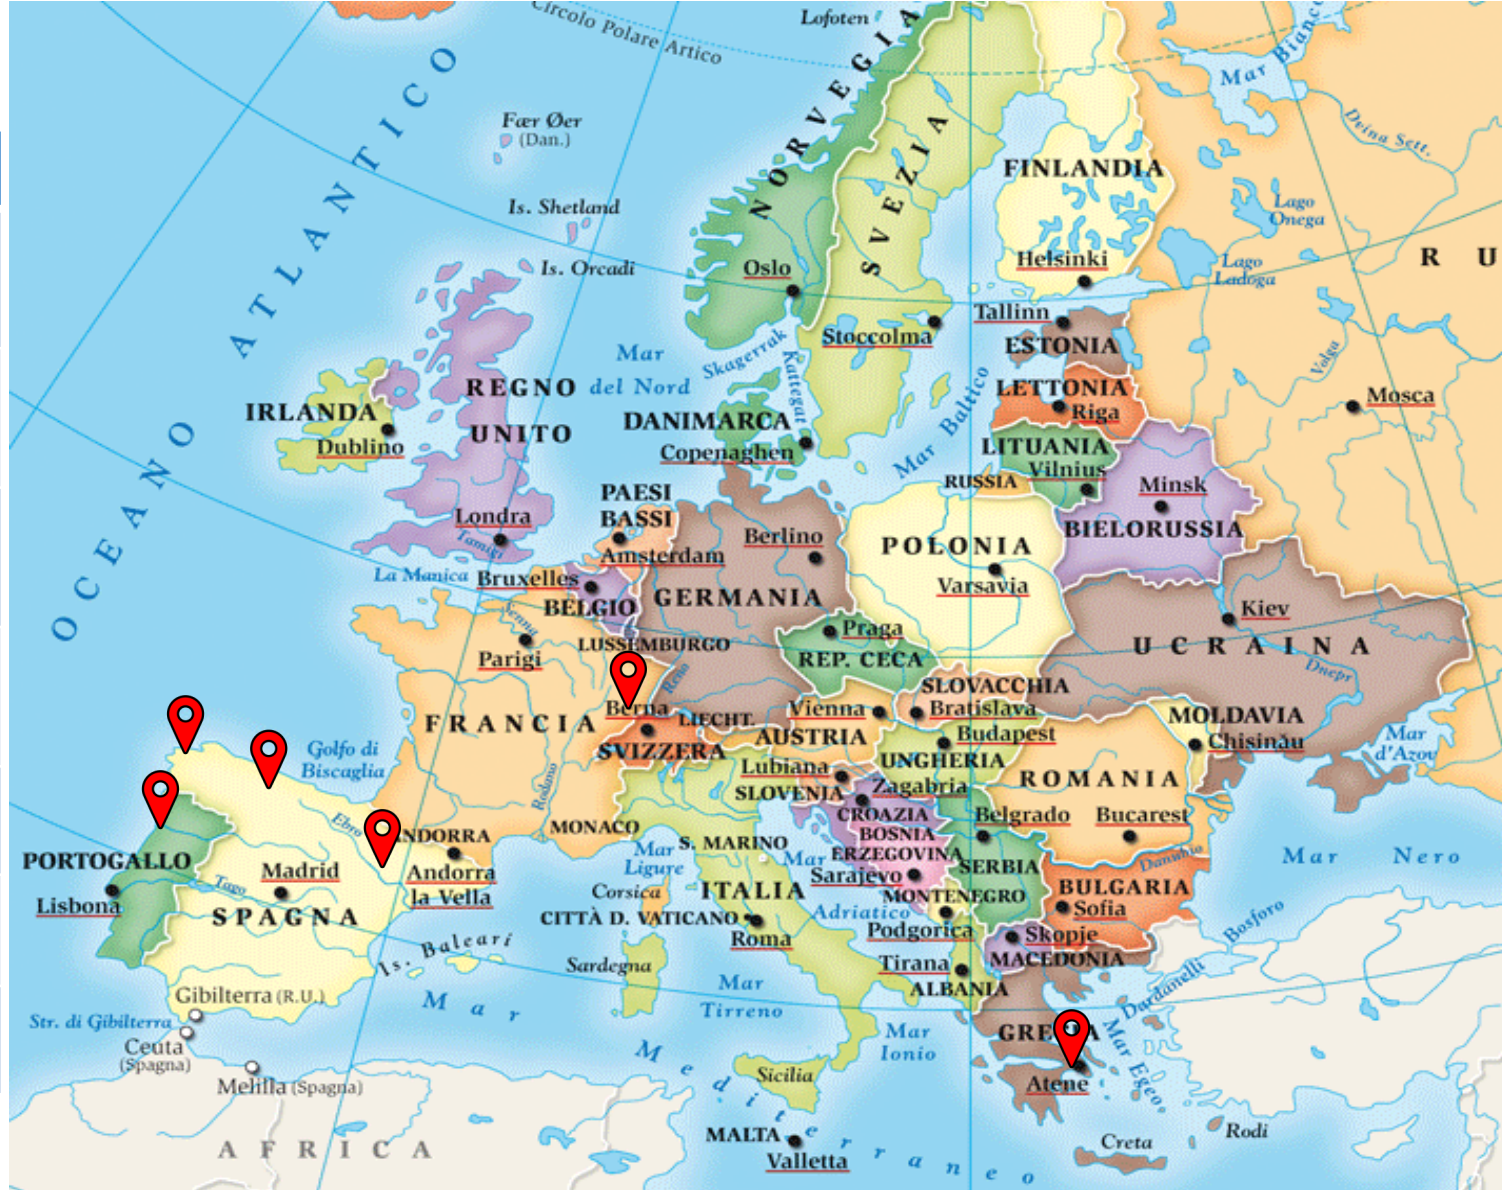 Circolo Polare Artico
Lofoten
Mar Bianco
NORVEGIA
SVEZIA
FINLANDIA
Dvina Sett.
OCEANO ATLANTICO
Fær Øer
(Dan.)
Is. Shetland
Is. Orcadi
Lago
Onega
Lago
Ladoga
R U
Oslo
Helsinki
Stoccolma
Tallinn
ESTONIA
Skagerrak
Kattegat
Mar
del Nord
Mar Baltico
Volga
Mosca
REGNO
UNITO
IRLANDA
Dublino
DANIMARCA
Copenaghen
LETTONIA
Riga
LITUANIA
Vilnius
RUSSIA
Minsk
BIELORUSSIA
PAESI
BASSI
Amsterdam
Londra
Tamigi
La Manica
Bruxelles
BELGIO
Berlino
GERMANIA
POLONIA
Varsavia
Kiev
UCRAINA
Dnepr
Senna
Parigi
LUSSEMBURGO
Reno
Praga
REP. CECA
SLOVACCHIA
Bratislava
Vienna
AUSTRIA
FRANCIA
Berna
LIECHT.
SVIZZERA
MOLDAVIA
Chisinău
Mar
d'Azov
Golfo di
Biscaglia
Budapest
UNGHERIA
ROMANIA
Lubiana
SLOVENIA
Zagabria
CROAZIA
BOSNIA
ERZEGOVINA
Sarajevo
Belgrado
SERBIA
Bucarest
Danubio
Mar Nero
Rodano
MONACO
S. MARINO
Mar
Ligure
Mar
Adriatico
Corsica
ITALIA
CITTÀ D. VATICANO
Roma
MONTENEGRO
Podgorica
BULGARIA
Sofia
Skopje
MACEDONIA
Tirana
ALBANIA
Bosforo
Dardanelli
PORTOGALLO
Lisbona
Tago
Ebro
Madrid
SPAGNA
ANDORRA
Andorra
la Vella
Is. Baleari
Sardegna
Mar
Tirreno
Mar
Ionio
GRECIA
Atene
Mar Egeo
Gibilterra (R.U.)
Str. di Gibilterra
Ceuta
(Spagna)
Melilla (Spagna)
Mar Mediterraneo
Sicilia
MALTA
Valletta
Creta
Rodi
AFRICA